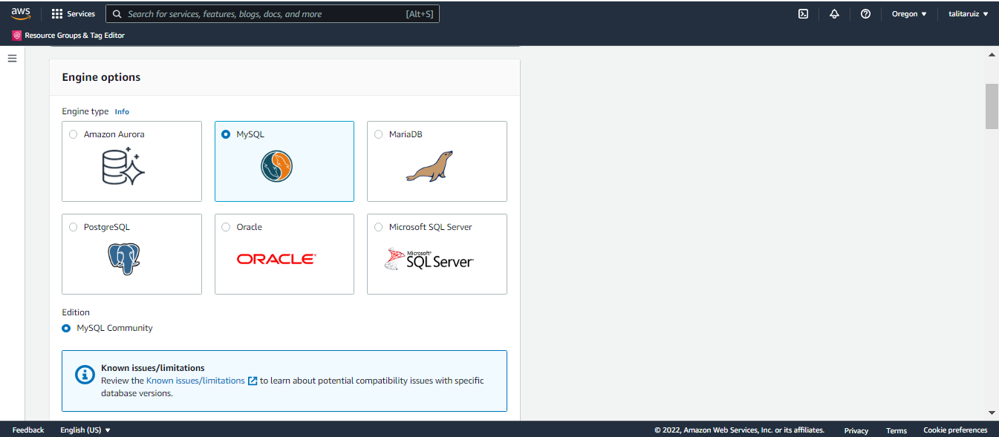 aws Services Search for services, features, blogs, docs, and more [Alt+S] Oregon ▼ talitaruiz ▼
Resource Groups & Tag Editor
Engine options
Engine type Info
Amazon Aurora MySQL MariaDB
PostgreSQL Oracle Microsoft SQL Server
ORACLE Microsoft SQL Server
Edition
MySQL Community
Known issues/limitations
Review the Known issues/limitations to learn about potential compatibility issues with specific
database versions.
Feedback English (US) ▼ © 2022, Amazon Web Services, Inc. or its affiliates. Privacy Terms Cookie preferences